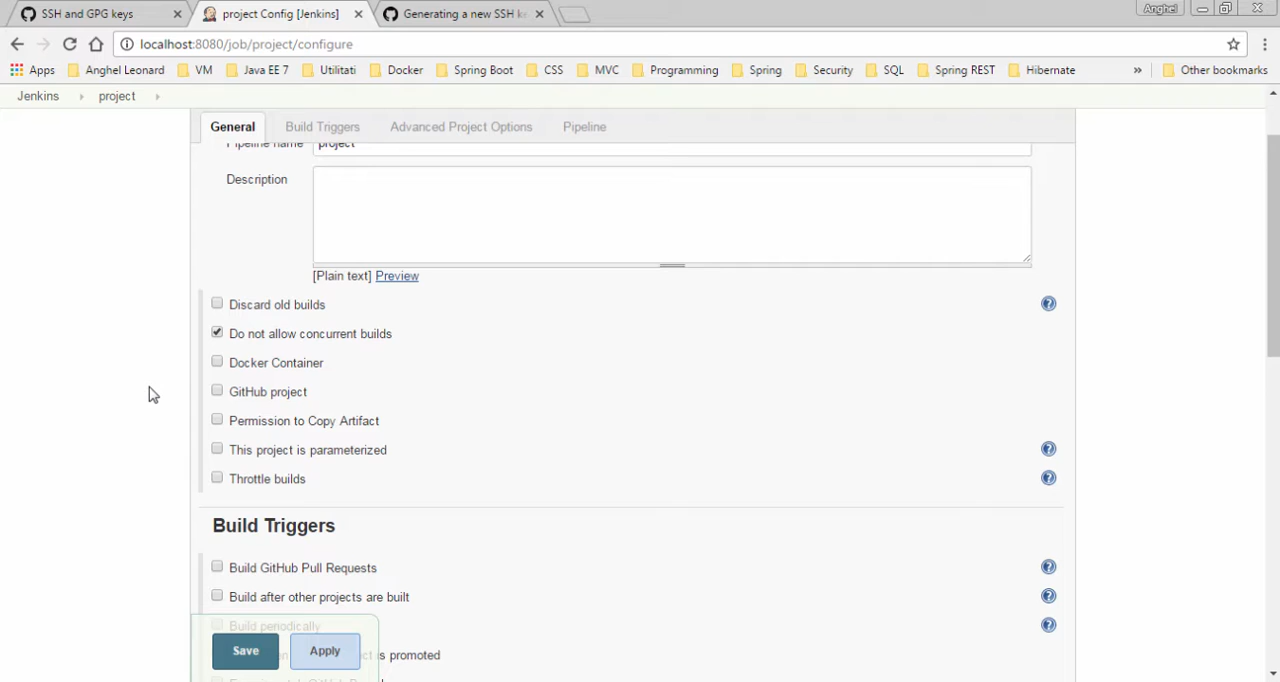 SSH and GPG keys
project Config [Jenkins]
Generating a new SSH k
Anghel
localhost:8080/job/project/configure
Apps Anghel Leonard VM Java EE 7 Utilitati Docker Spring Boot CSS MVC Programming Spring Security SQL Spring REST Hibernate » Other bookmarks
Jenkins project
General Build Triggers Advanced Project Options Pipeline
Pipeline name project
Description
[Plain text] Preview
Discard old builds
Do not allow concurrent builds
Docker Container
GitHub project
Permission to Copy Artifact
This project is parameterized
Throttle builds
Build Triggers
Build GitHub Pull Requests
Build after other projects are built
Build periodically
Save Apply
is promoted